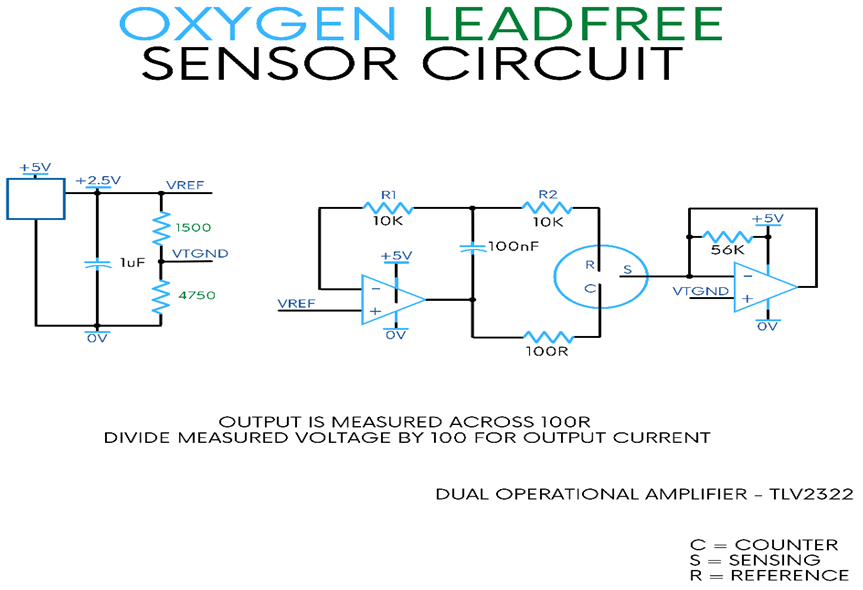 OXYGEN LEADFREE
SENSOR CIRCUIT
+5V
+2.5V
VREF
1500
VTGND
1uF
4750
0V
R1
10K
R2
10K
100nF
+5V
R
S
C
-
+
VREF
0V
100R
+5V
56K
VTGND
-
+
0V
OUTPUT IS MEASURED ACROSS 100R
DIVIDE MEASURED VOLTAGE BY 100 FOR OUTPUT CURRENT
DUAL OPERATIONAL AMPLIFIER - TLV2322
C = COUNTER
S = SENSING
R = REFERENCE